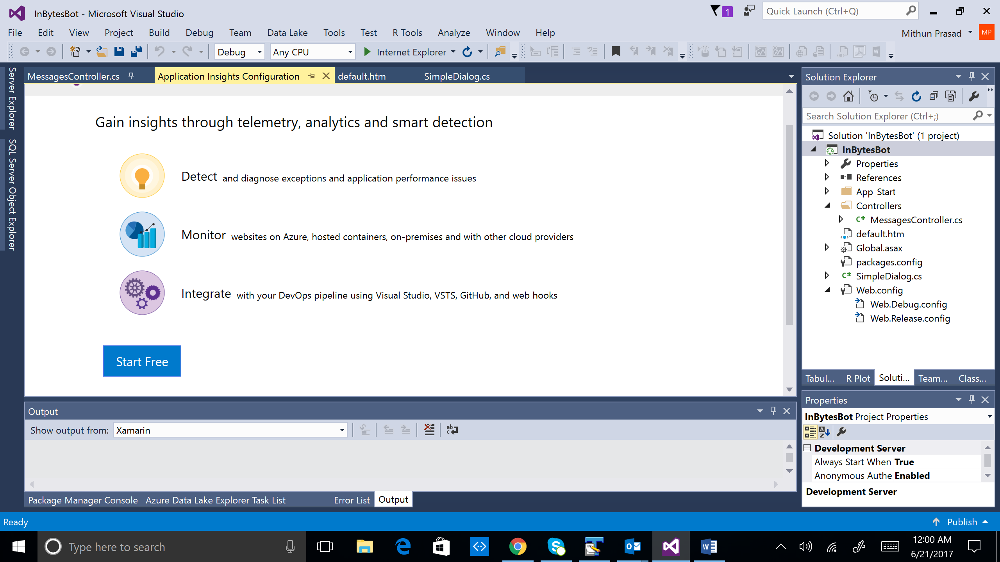 InBytesBot - Microsoft Visual Studio
1
Quick Launch (Ctrl+Q)
File Edit View Project Build Debug Team Data Lake Tools Test R Tools Analyze Window Help
Mithun Prasad
MP
Debug
Any CPU
Internet Explorer
Server Explorer
SQL Server Object Explorer
MessagesController.cs
Application Insights Configuration
default.htm
SimpleDialog.cs
Gain insights through telemetry, analytics and smart detection
Detect and diagnose exceptions and application performance issues
Monitor websites on Azure, hosted containers, on-premises and with other cloud providers
Integrate with your DevOps pipeline using Visual Studio, VSTS, GitHub, and web hooks
Start Free
Output
Show output from: Xamarin
Package Manager Console Azure Data Lake Explorer Task List Error List Output
Solution Explorer
Search Solution Explorer (Ctrl+;)
Solution 'InBytesBot' (1 project)
InBytesBot
Properties
References
App_Start
Controllers
C# MessagesController.cs
default.htm
Global.asax
packages.config
C# SimpleDialog.cs
Web.config
Web.Debug.config
Web.Release.config
Tabul... R Plot Soluti... Team... Class...
Properties
InBytesBot Project Properties
Development Server
Always Start When True
Anonymous Authe Enabled
Development Server
Ready
Publish
Type here to search
12:00 AM
6/21/2017